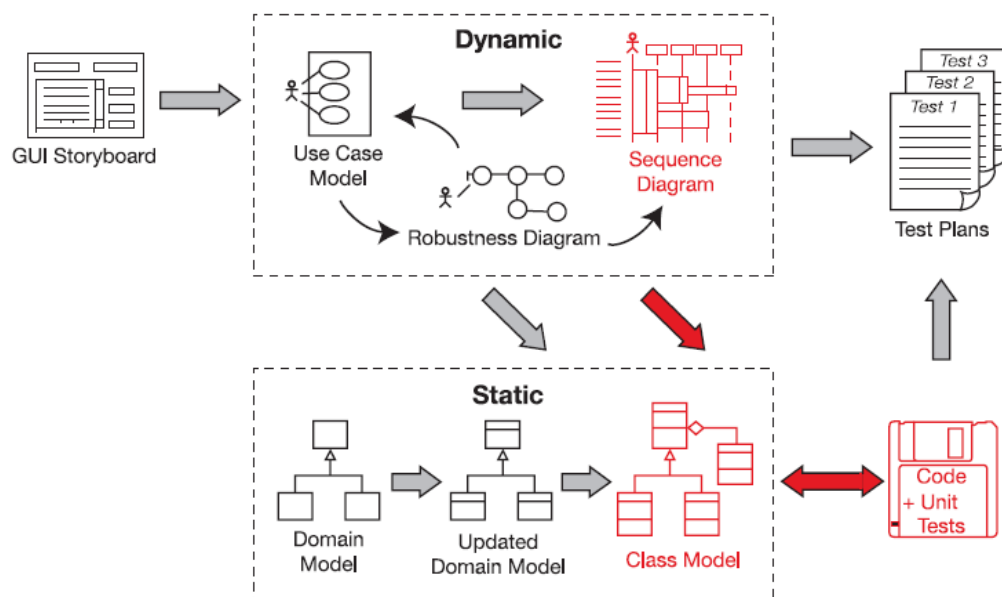 Dynamic
GUI Storyboard
Use Case
Model
Robustness Diagram
Sequence
Diagram
Test 3
Test 2
Test 1
Test Plans
Static
Domain
Model
Updated
Domain Model
Class Model
Code
+ Unit
Tests